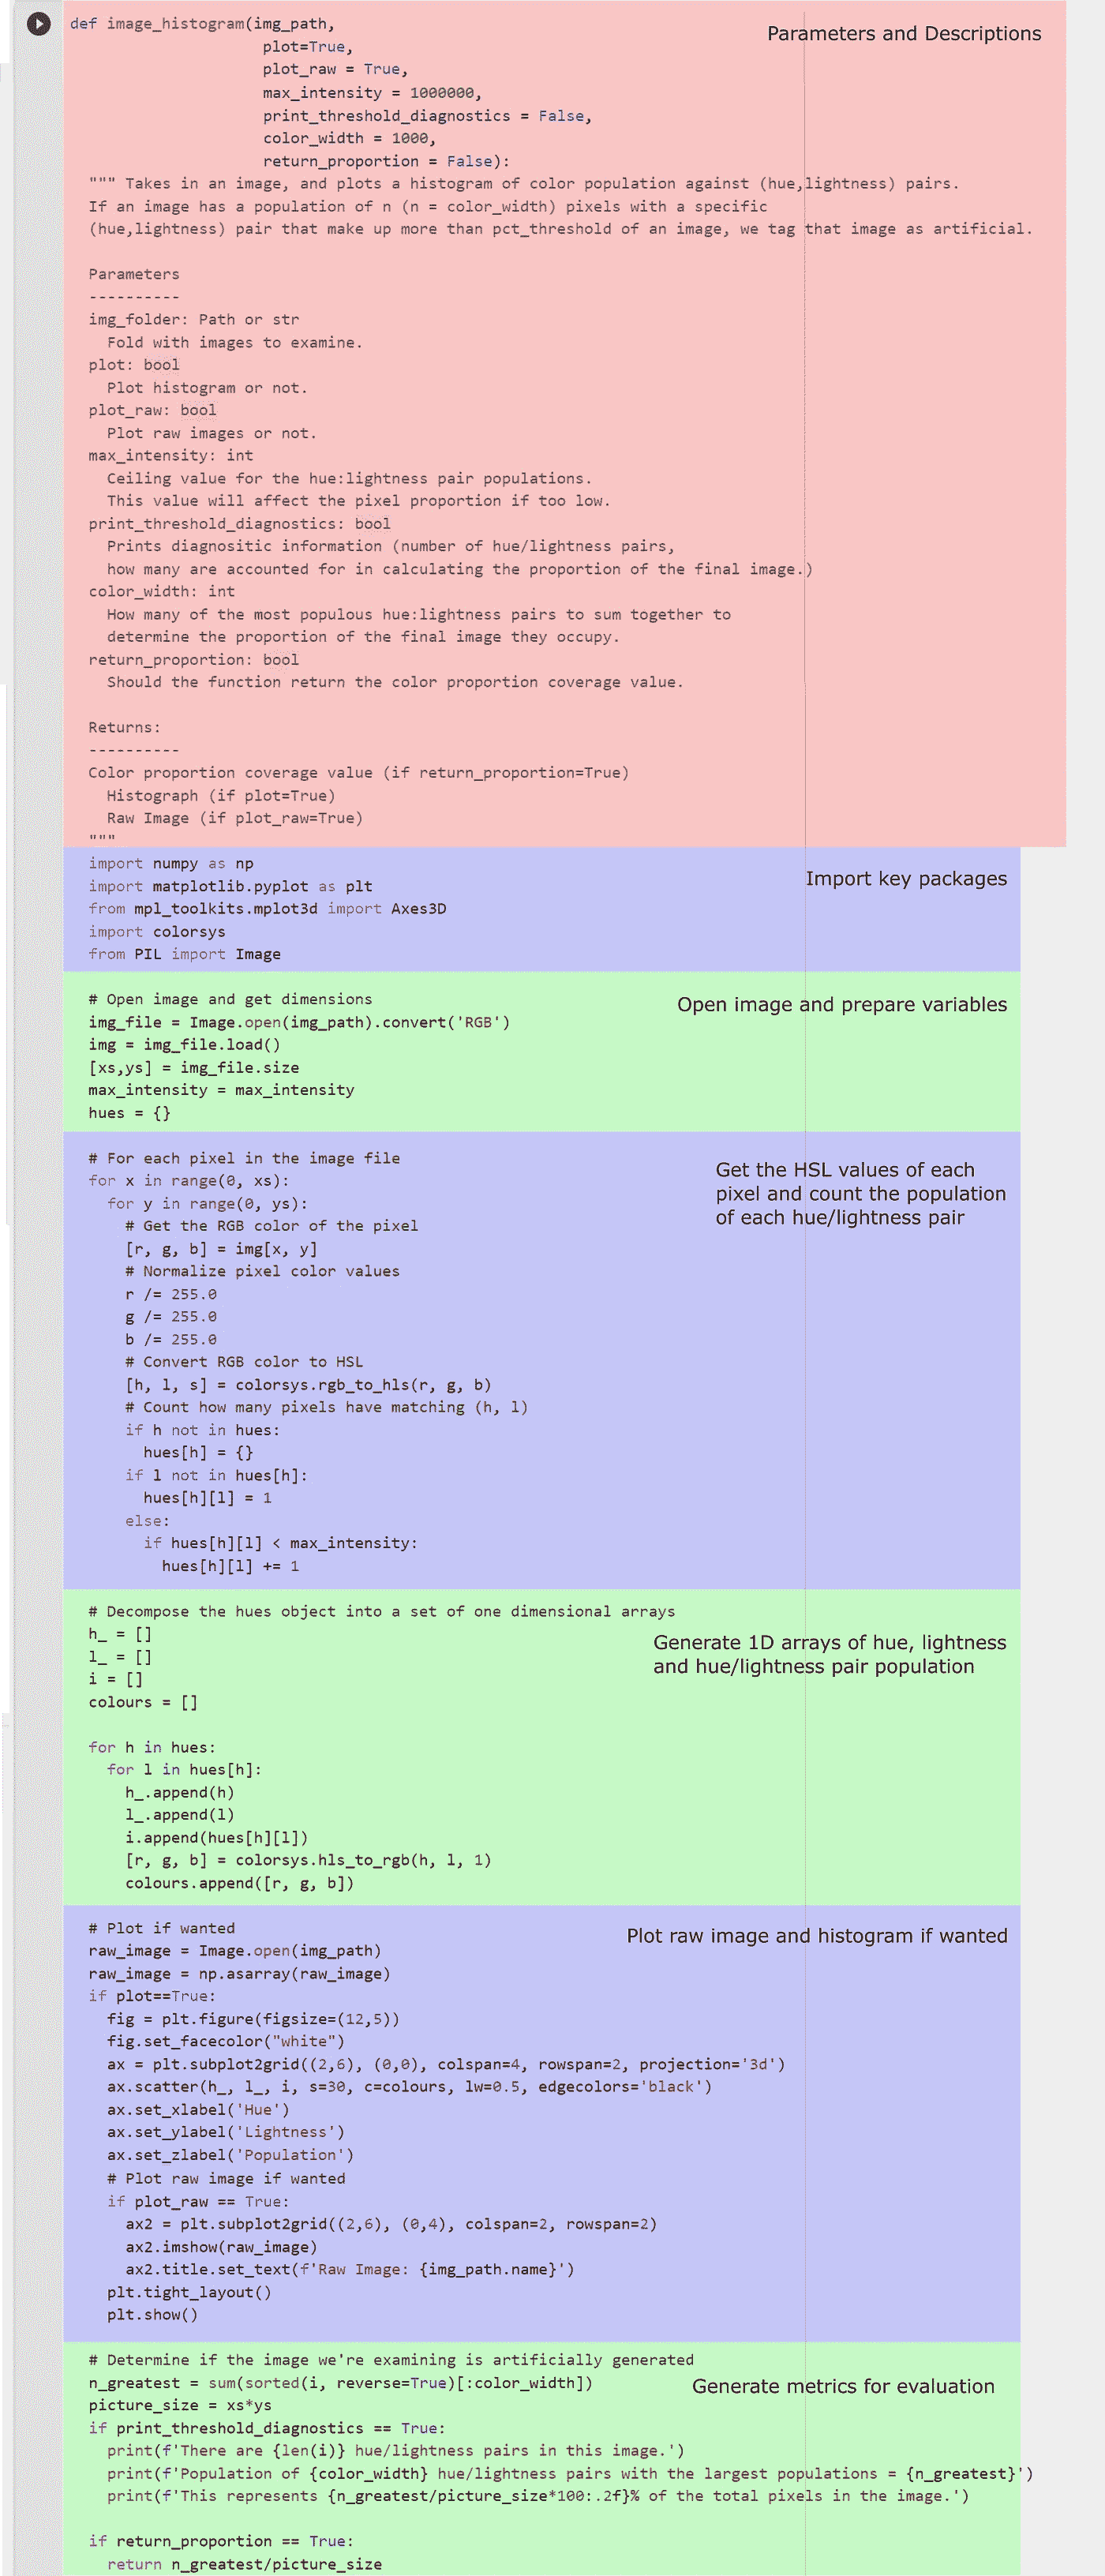 def image_histogram(img_path,
Parameters and Descriptions
plot=True,
plot_raw = True,
max_intensity = 1000000,
print_threshold_diagnostics = False,
color_width = 1000,
return_proportion = False):
""" Takes in an image, and plots a histogram of color population against (hue,lightness) pairs.
If an image has a population of n (n = color_width) pixels with a specific
(hue,lightness) pair that make up more than pct_threshold of an image, we tag that image as artificial.
Parameters
----------
img_folder: Path or str
Fold with images to examine.
plot: bool
Plot histogram or not.
plot_raw: bool
Plot raw images or not.
max_intensity: int
Ceiling value for the hue:lightness pair populations.
This value will affect the pixel proportion if too low.
print_threshold_diagnostics: bool
Prints diagnositic information (number of hue/lightness pairs,
how many are accounted for in calculating the proportion of the final image.)
color_width: int
How many of the most populous hue:lightness pairs to sum together to
determine the proportion of the final image they occupy.
return_proportion: bool
Should the function return the color proportion coverage value.
Returns:
----------
Color proportion coverage value (if return_proportion=True)
Histograph (if plot=True)
Raw Image (if plot_raw=True)
"""
import numpy as np
Import key packages
import matplotlib.pyplot as plt
from mpl_toolkits.mplot3d import Axes3D
import colorsys
from PIL import Image
# Open image and get dimensions
Open image and prepare variables
img_file = Image.open(img_path).convert('RGB')
img = img_file.load()
[xs,ys] = img_file.size
max_intensity = max_intensity
hues = {}
# For each pixel in the image file
Get the HSL values of each
pixel and count the population
of each hue/lightness pair
for x in range(0, xs):
for y in range(0, ys):
# Get the RGB color of the pixel
[r, g, b] = img[x, y]
# Normalize pixel color values
r /= 255.0
g /= 255.0
b /= 255.0
# Convert RGB color to HSL
[h, l, s] = colorsys.rgb_to_hls(r, g, b)
# Count how many pixels have matching (h, l)
if h not in hues:
hues[h] = {}
if l not in hues[h]:
hues[h][l] = 1
else:
if hues[h][l] < max_intensity:
hues[h][l] += 1
# Decompose the hues object into a set of one dimensional arrays
Generate 1D arrays of hue, lightness
and hue/lightness pair population
h_ = []
l_ = []
i = []
colours = []
for h in hues:
for l in hues[h]:
h_.append(h)
l_.append(l)
i.append(hues[h][l])
[r, g, b] = colorsys.hls_to_rgb(h, l, 1)
colours.append([r, g, b])
# Plot if wanted
Plot raw image and histogram if wanted
raw_image = Image.open(img_path)
raw_image = np.asarray(raw_image)
if plot==True:
fig = plt.figure(figsize=(12,5))
fig.set_facecolor("white")
ax = plt.subplot2grid((2,6), (0,0), colspan=4, rowspan=2, projection='3d')
ax.scatter(h_, l_, i, s=30, c=colours, lw=0.5, edgecolors='black')
ax.set_xlabel('Hue')
ax.set_ylabel('Lightness')
ax.set_zlabel('Population')
# Plot raw image if wanted
if plot_raw == True:
ax2 = plt.subplot2grid((2,6), (0,4), colspan=2, rowspan=2)
ax2.imshow(raw_image)
ax2.title.set_text(f'Raw Image: {img_path.name}')
plt.tight_layout()
plt.show()
# Determine if the image we're examining is artificially generated
n_greatest = sum(sorted(i, reverse=True)[:color_width])
Generate metrics for evaluation
picture_size = xs*ys
if print_threshold_diagnostics == True:
print(f'There are {len(i)} hue/lightness pairs in this image.')
print(f'Population of {color_width} hue/lightness pairs with the largest populations = {n_greatest}')
print(f'This represents {n_greatest/picture_size*100:.2f}% of the total pixels in the image.')
if return_proportion == True:
return n_greatest/picture_size